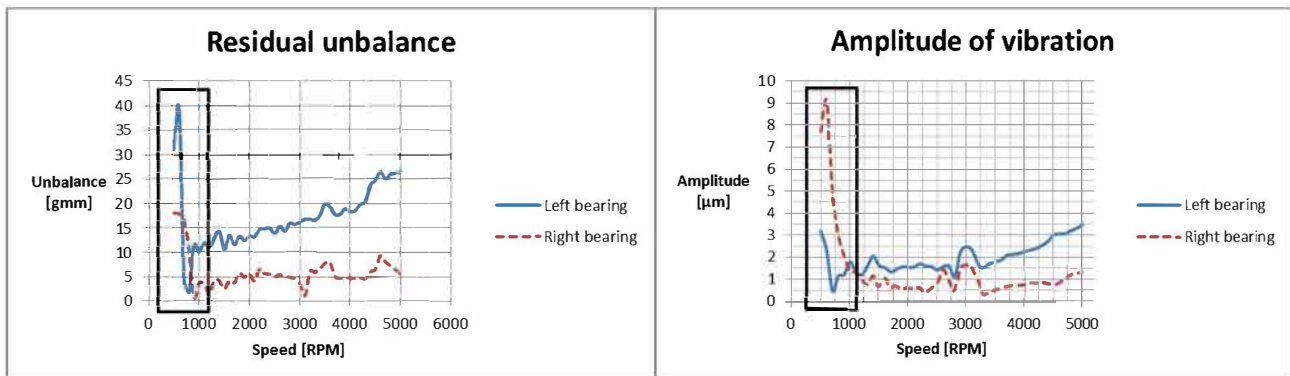 Residual unbalance
45
40
35
30
25
20
15
10
5
0
Unbalance
[gmm]
0 1000 2000 3000 4000 5000 6000
Speed [RPM]
Left bearing
Right bearing
Amplitude of vibration
10
9
8
7
6
5
4
3
2
1
0
Amplitude
[µm]
0 1000 2000 3000 4000 5000
Speed [RPM]
Left bearing
Right bearing